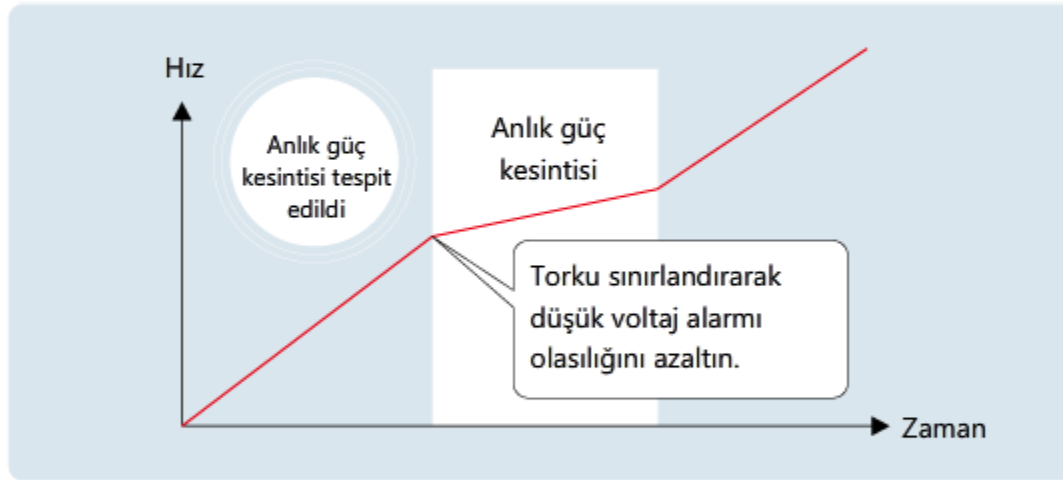 Hız
Anlık güç
kesintisi tespit
edildi
Anlık güç
kesintisi
Torku sınırlandırarak
düşük voltaj alarmı
olasılığını azaltın.
Zaman